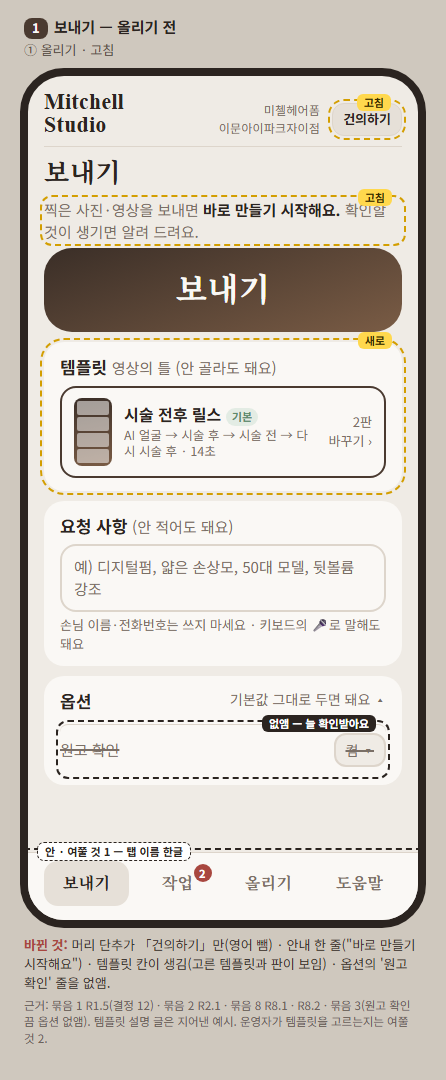 1 보내기 — 올리기 전
① 올리기 · 고침
Mitchell
Studio
미첼헤어폼
이문아이파크자이점
고침
건의하기
보내기
고침
찍은 사진·영상을 보내면 바로 만들기 시작해요. 확인할
것이 생기면 알려 드려요.
보내기
새로
템플릿 영상의 틀 (안 골라도 돼요)
시술 전후 릴스 기본
AI 얼굴 → 시술 후 → 시술 전 → 다
시 시술 후 · 14초
2판
바꾸기 ›
요청 사항 (안 적어도 돼요)
예) 디지털펌, 얇은 손상모, 50대 모델, 뒷볼륨
강조
손님 이름·전화번호는 쓰지 마세요 · 키보드의 🎤로 말해도
돼요
옵션
기본값 그대로 두면 돼요 ▴
없앰 — 늘 확인받아요
원고 확인
컴 ▾
안 · 여쭐 것 1 — 탭 이름 한글
보내기
작업 2
올리기
도움말
바뀐 것: 머리 단추가 「건의하기」만(영어 뺌) · 안내 한 줄("바로 만들기
시작해요") · 템플릿 칸이 생김(고른 템플릿과 판이 보임) · 옵션의 '원고
확인' 줄을 없앰.
근거: 묶음 1 R1.5(결정 12) · 묶음 2 R2.1 · 묶음 8 R8.1 · R8.2 · 묶음 3(원고 확인
끔 옵션 없앰). 템플릿 설명 글은 지어낸 예시. 운영자가 템플릿을 고르는지는 여쭐
것 2.